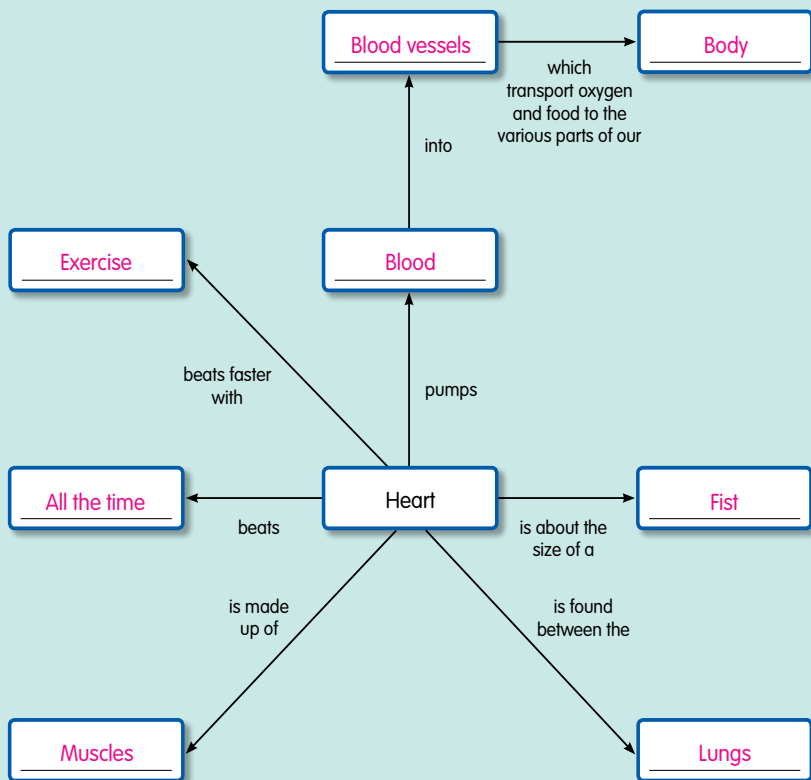 Blood vessels
Body
which
transport oxygen
and food to the
various parts of our
into
Exercise
Blood
beats faster
with
pumps
All the time
Heart
Fist
beats
is about the
size of a
is made
up of
is found
between the
Muscles
Lungs